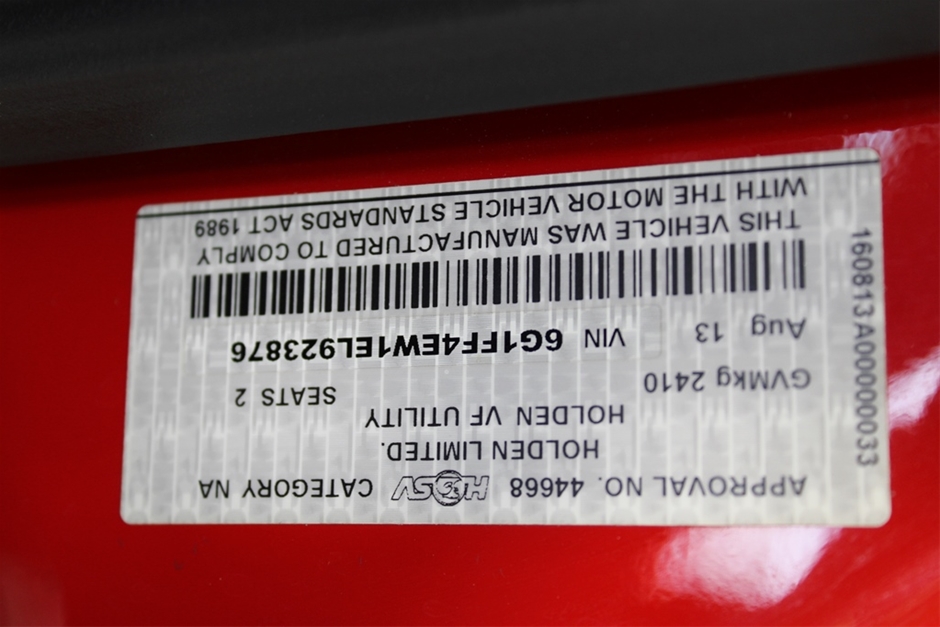 APPROVAL NO. 44668 HSV CATEGORY NA
HOLDEN LIMITED.
HOLDEN VF UTILITY
GVMkg 2410 SEATS 2
Aug 13 VIN 6G1FF4EW1EL923876
THIS VEHICLE WAS MANUFACTURED TO COMPLY
WITH THE MOTOR VEHICLE STANDARDS ACT 1989
160813A00000033